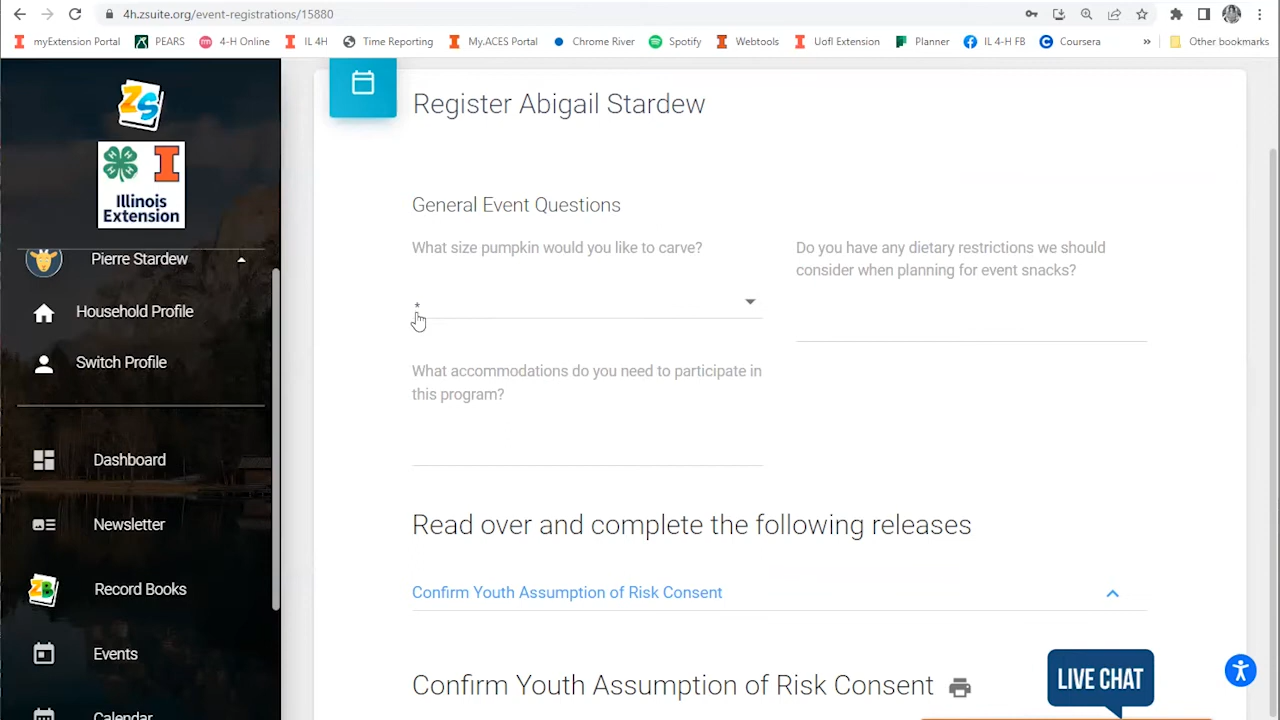 4h.zsuite.org/event-registrations/15880
myExtension Portal PEARS 4-H Online IL 4H Time Reporting My.ACES Portal Chrome River Spotify Webtools UofI Extension Planner IL 4-H FB Coursera » Other bookmarks
ZS
Illinois
Extension
Pierre Stardew
Household Profile
Switch Profile
Dashboard
Newsletter
ZB Record Books
Events
Calendar
Register Abigail Stardew
General Event Questions
What size pumpkin would you like to carve?
*
Do you have any dietary restrictions we should
consider when planning for event snacks?
What accommodations do you need to participate in
this program?
Read over and complete the following releases
Confirm Youth Assumption of Risk Consent
Confirm Youth Assumption of Risk Consent
LIVE CHAT